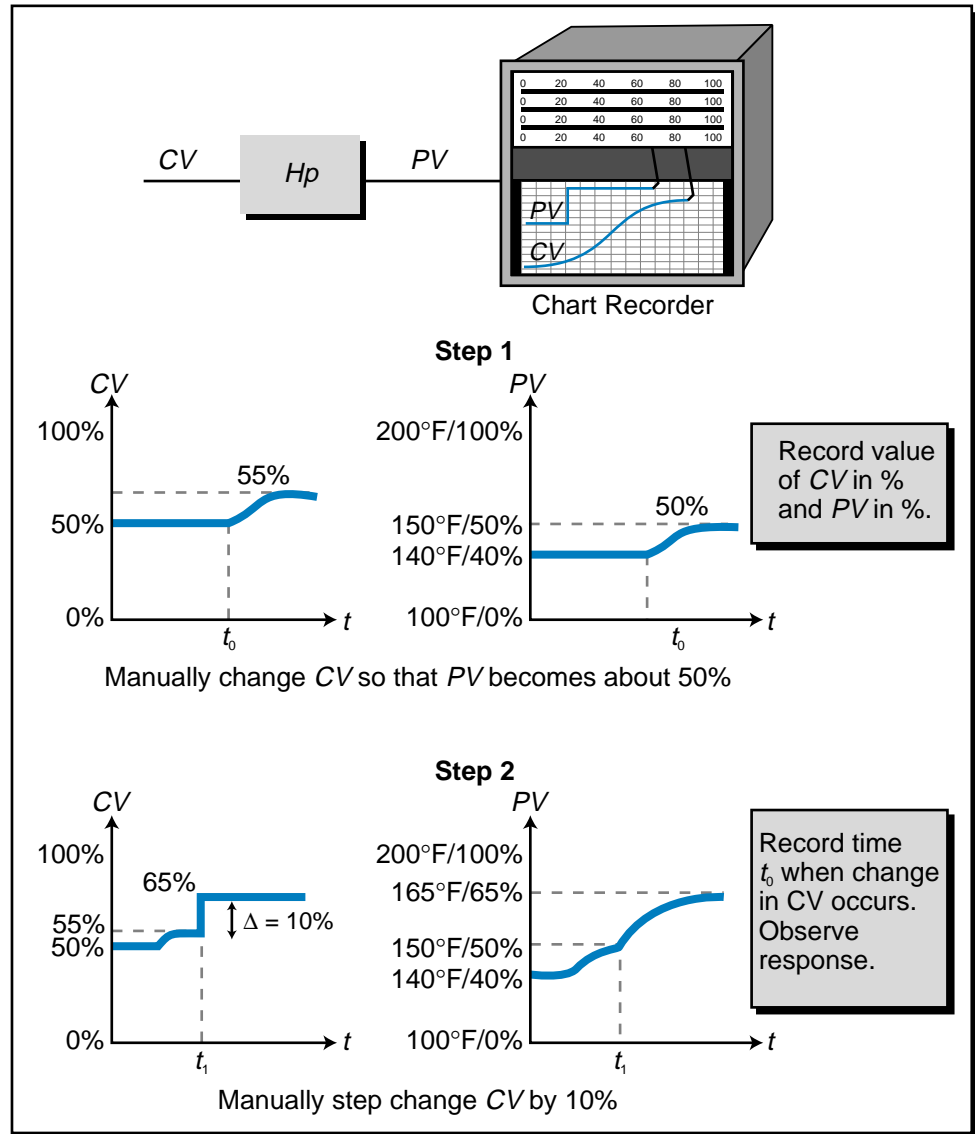 0 20 40 60 80 100
0 20 40 60 80 100
0 20 40 60 80 100
0 20 40 60 80 100
CV
Hp
PV
PV
CV
Chart Recorder
Step 1
CV
100%
55%
50%
0%
t
t0
PV
200°F/100%
50%
150°F/50%
140°F/40%
100°F/0%
t
t0
Record value
of CV in %
and PV in %.
Manually change CV so that PV becomes about 50%
Step 2
CV
100%
65%
55%
Δ = 10%
50%
0%
t
t1
PV
200°F/100%
165°F/65%
150°F/50%
140°F/40%
100°F/0%
t
t1
Record time
t0 when change
in CV occurs.
Observe
response.
Manually step change CV by 10%